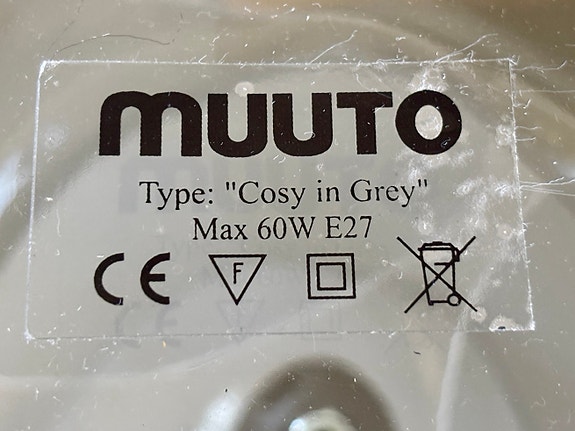 muuto
Type: "Cosy in Grey"
Max 60W E27
CE F